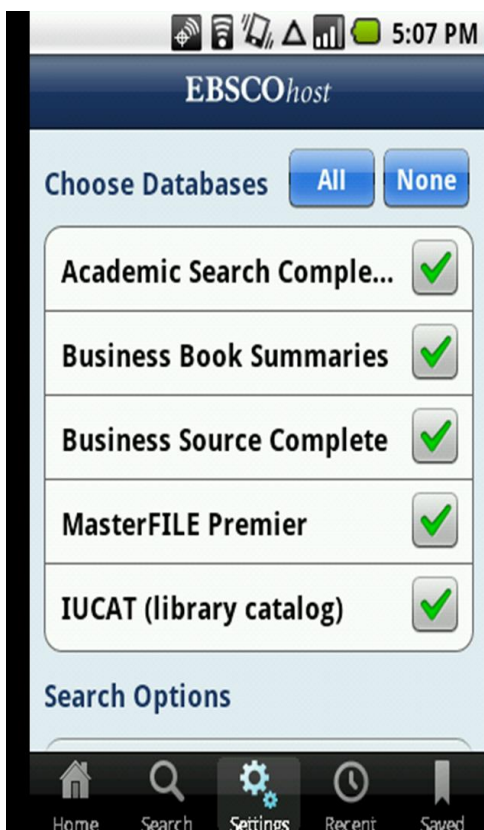 5:07 PM
EBSCOhost
Choose Databases All None
Academic Search Comple...
Business Book Summaries
Business Source Complete
MasterFILE Premier
IUCAT (library catalog)
Search Options
Home Search Settings Recent Saved